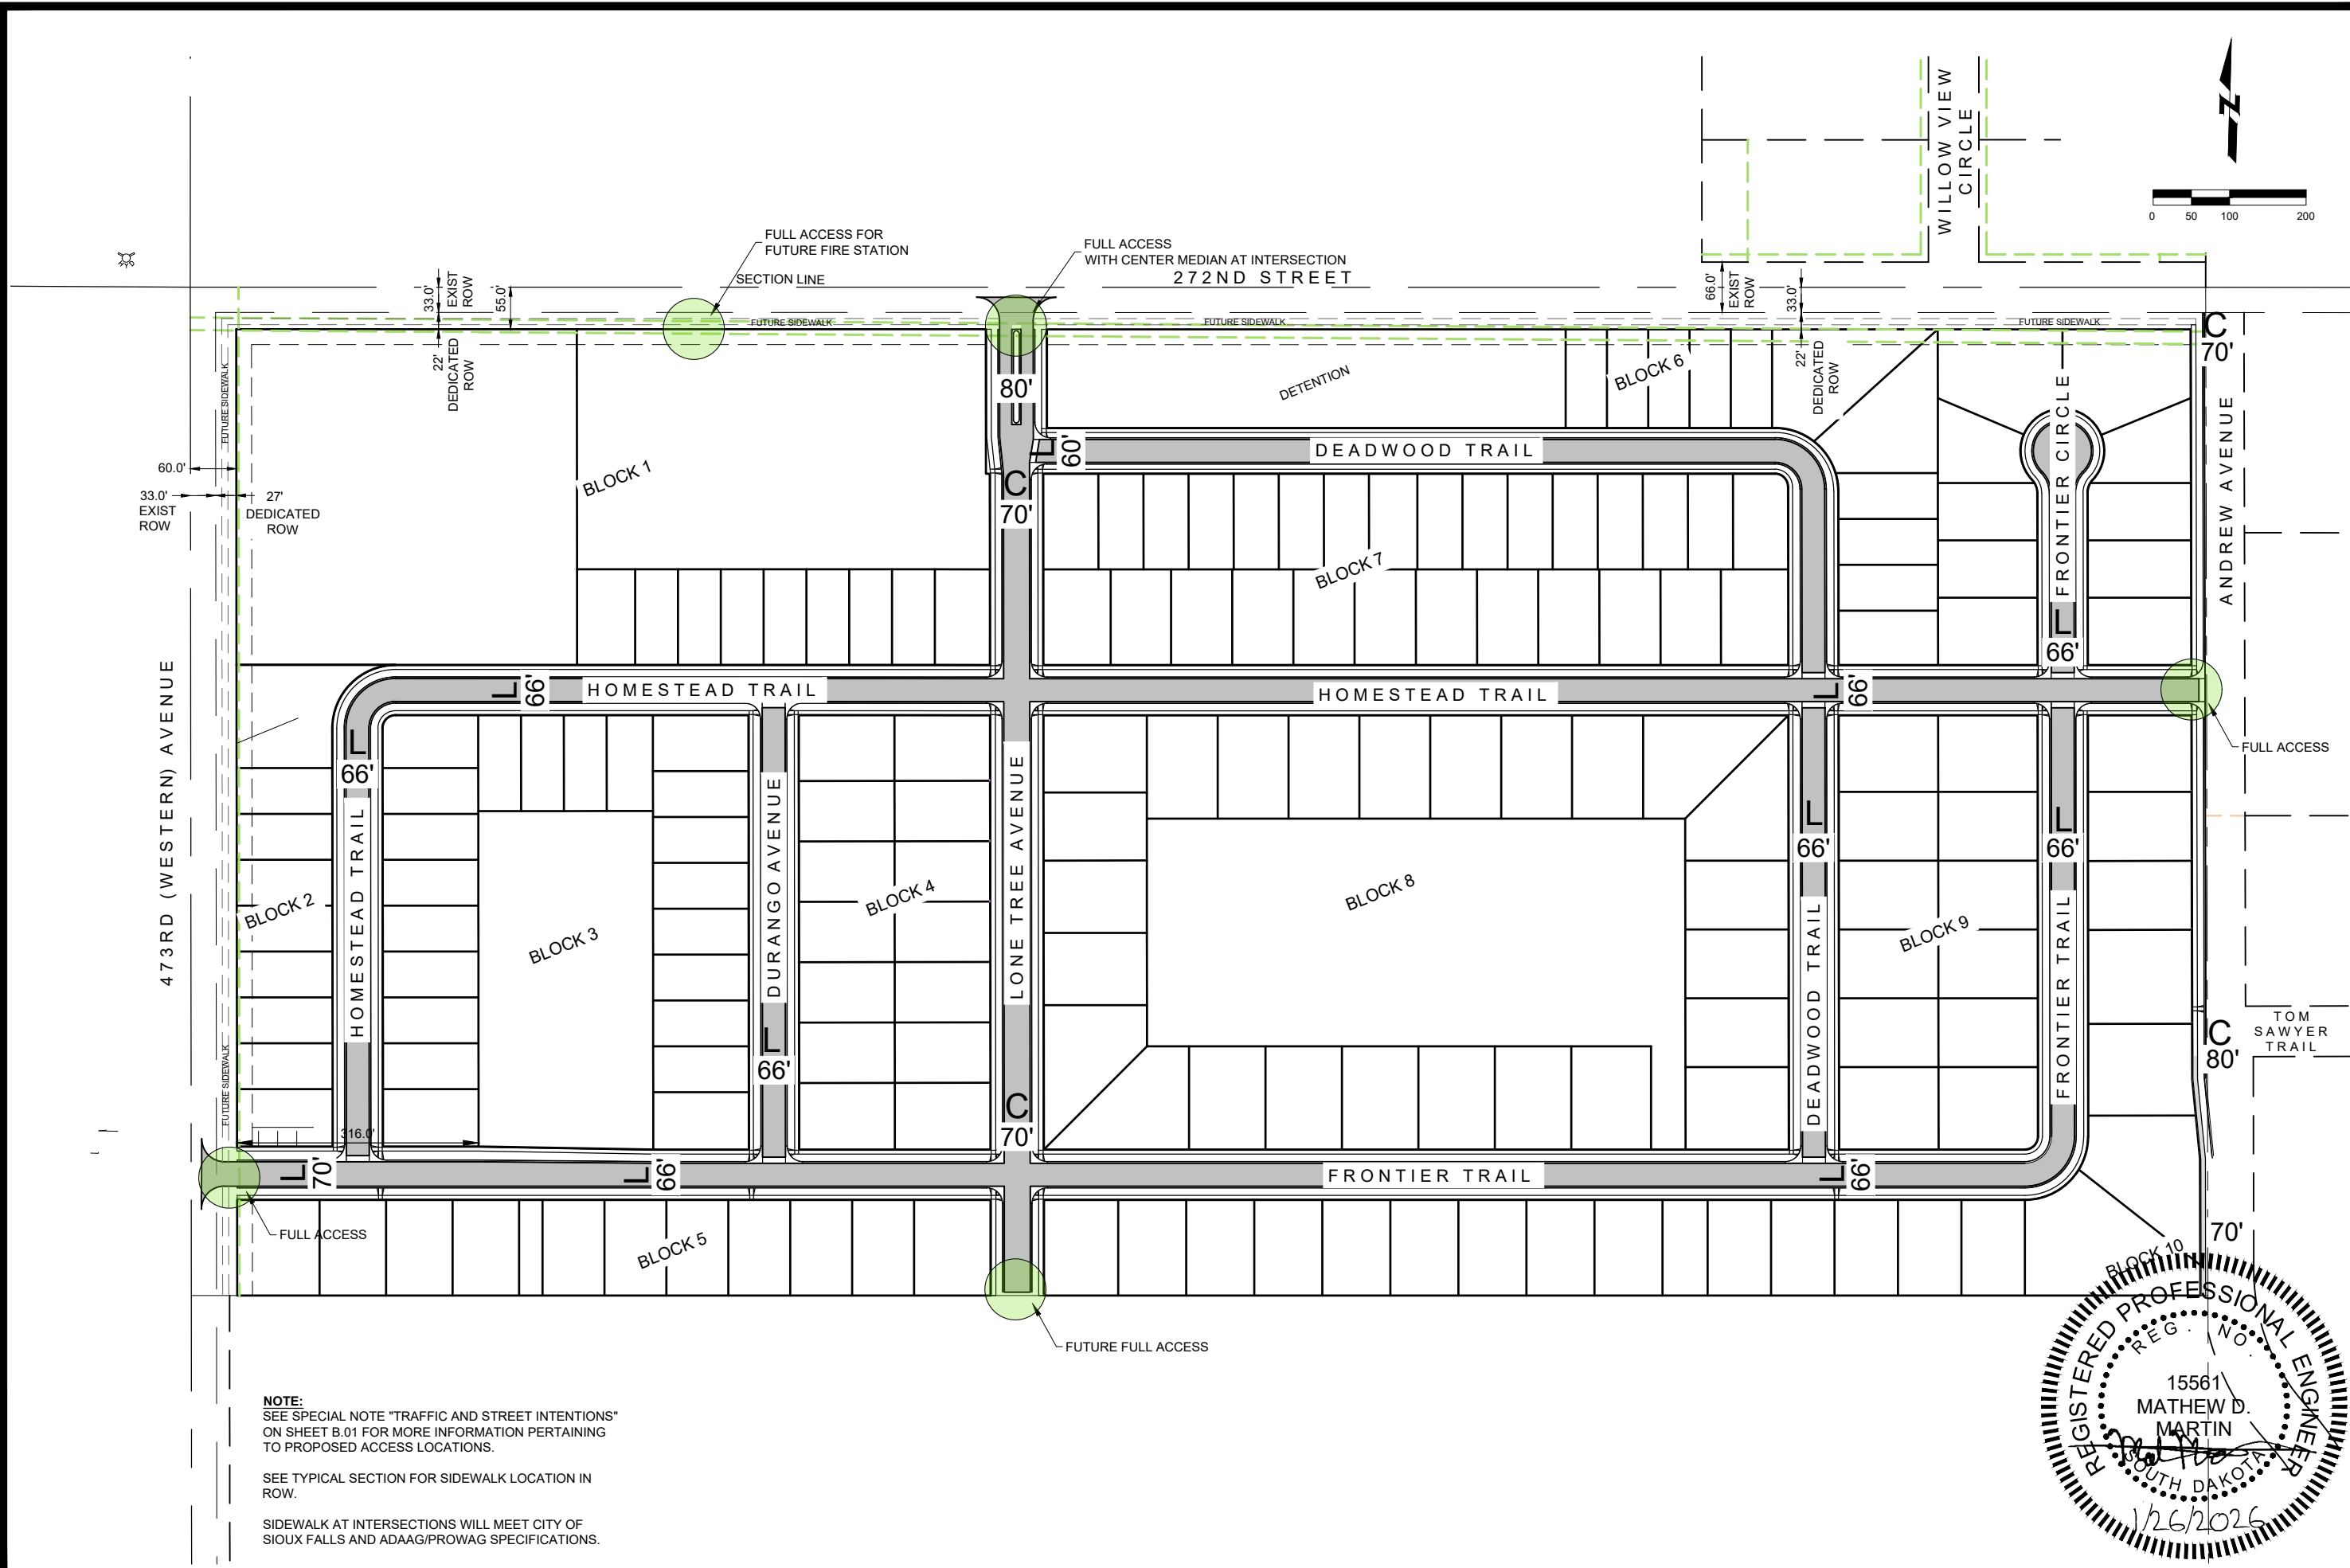 WILLOW VIEW
CIRCLE
N
0 50 100 200
FULL ACCESS FOR
FUTURE FIRE STATION
SECTION LINE
FULL ACCESS
WITH CENTER MEDIAN AT INTERSECTION
272ND STREET
33.0'
EXIST
ROW
55.0'
22'
DEDICATED
ROW
66.0'
EXIST
ROW
33.0'
22'
DEDICATED
ROW
FUTURE SIDEWALK
FUTURE SIDEWALK
FUTURE SIDEWALK
C
70'
FUTURE SIDEWALK
60.0'
33.0'
EXIST
ROW
27'
DEDICATED
ROW
BLOCK 1
80'
C
70'
DETENTION
BLOCK 6
L
60'
DEADWOOD TRAIL
FRONTIER CIRCLE
ANDREW AVENUE
BLOCK 7
L
66'
473RD (WESTERN) AVENUE
L
66'
HOMESTEAD TRAIL
HOMESTEAD TRAIL
L
66'
FULL ACCESS
L
66'
HOMESTEAD TRAIL
BLOCK 2
BLOCK 3
DURANGO AVENUE
L
66'
BLOCK 4
LONE TREE AVENUE
C
70'
BLOCK 8
L
66'
DEADWOOD TRAIL
BLOCK 9
L
66'
FRONTIER TRAIL
C
80'
TOM
SAWYER
TRAIL
FUTURE SIDEWALK
316.0'
L
70'
L
66'
FRONTIER TRAIL
L
66'
FULL ACCESS
BLOCK 5
70'
BLOCK 10
FUTURE FULL ACCESS
NOTE:
SEE SPECIAL NOTE "TRAFFIC AND STREET INTENTIONS"
ON SHEET B.01 FOR MORE INFORMATION PERTAINING
TO PROPOSED ACCESS LOCATIONS.
SEE TYPICAL SECTION FOR SIDEWALK LOCATION IN
ROW.
SIDEWALK AT INTERSECTIONS WILL MEET CITY OF
SIOUX FALLS AND ADAAG/PROWAG SPECIFICATIONS.
REGISTERED PROFESSIONAL ENGINEER
REG. NO.
15561
MATHEW D.
MARTIN
SOUTH DAKOTA
1/26/2026